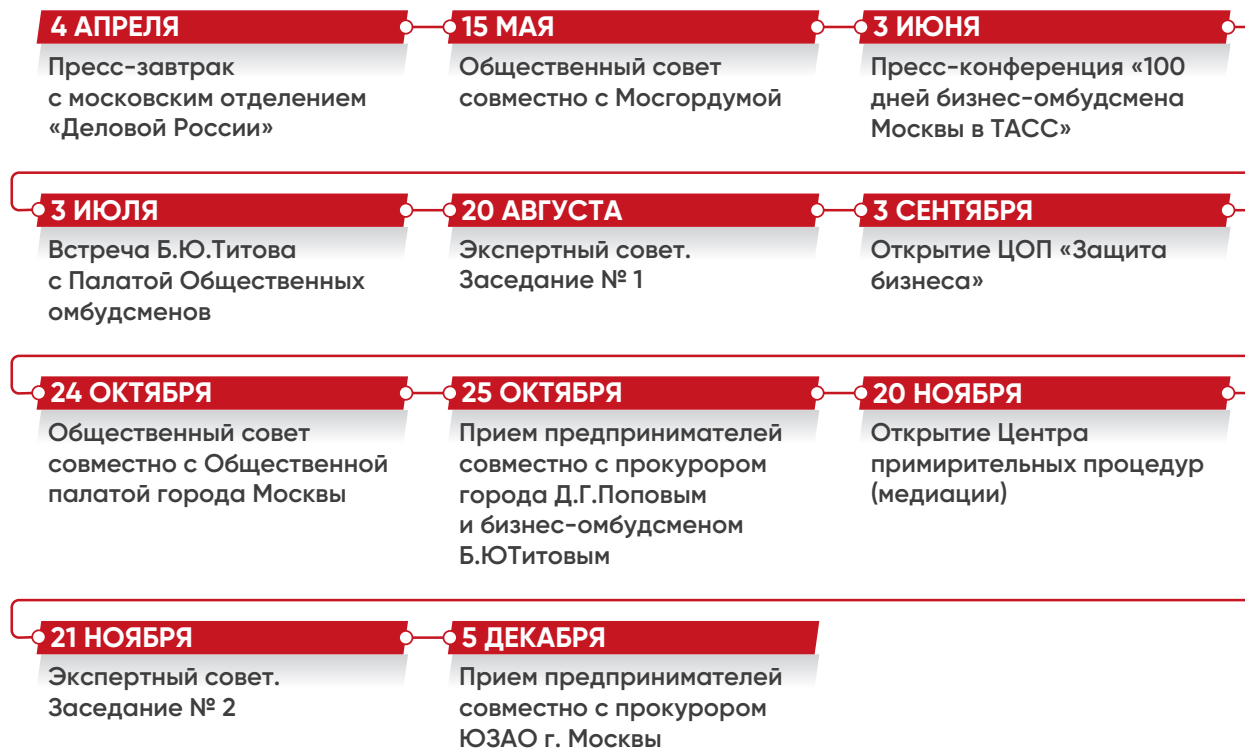 4 АПРЕЛЯ
Пресс-завтрак
с московским отделением
«Деловой России»
15 МАЯ
Общественный совет
совместно с Мосгордумой
3 ИЮНЯ
Пресс-конференция «100
дней бизнес-омбудсмена
Москвы в ТАСС»
3 ИЮЛЯ
Встреча Б.Ю.Титова
с Палатой Общественных
омбудсменов
20 АВГУСТА
Экспертный совет.
Заседание № 1
3 СЕНТЯБРЯ
Открытие ЦОП «Защита
бизнеса»
24 ОКТЯБРЯ
Общественный совет
совместно с Общественной
палатой города Москвы
25 ОКТЯБРЯ
Прием предпринимателей
совместно с прокурором
города Д.Г.Поповым
и бизнес-омбудсменом
Б.ЮТитовым
20 НОЯБРЯ
Открытие Центра
примирительных процедур
(медиации)
21 НОЯБРЯ
Экспертный совет.
Заседание № 2
5 ДЕКАБРЯ
Прием предпринимателей
совместно с прокурором
ЮЗАО г. Москвы